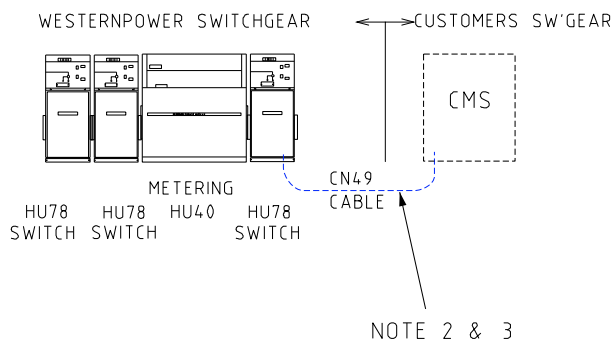 WESTERNPOWER SWITCHGEAR
CUSTOMERS SW'GEAR
CMS
CN49
CABLE
METERING
HU40
HU78
SWITCH
HU78
SWITCH
HU78
SWITCH
NOTE 2 & 3